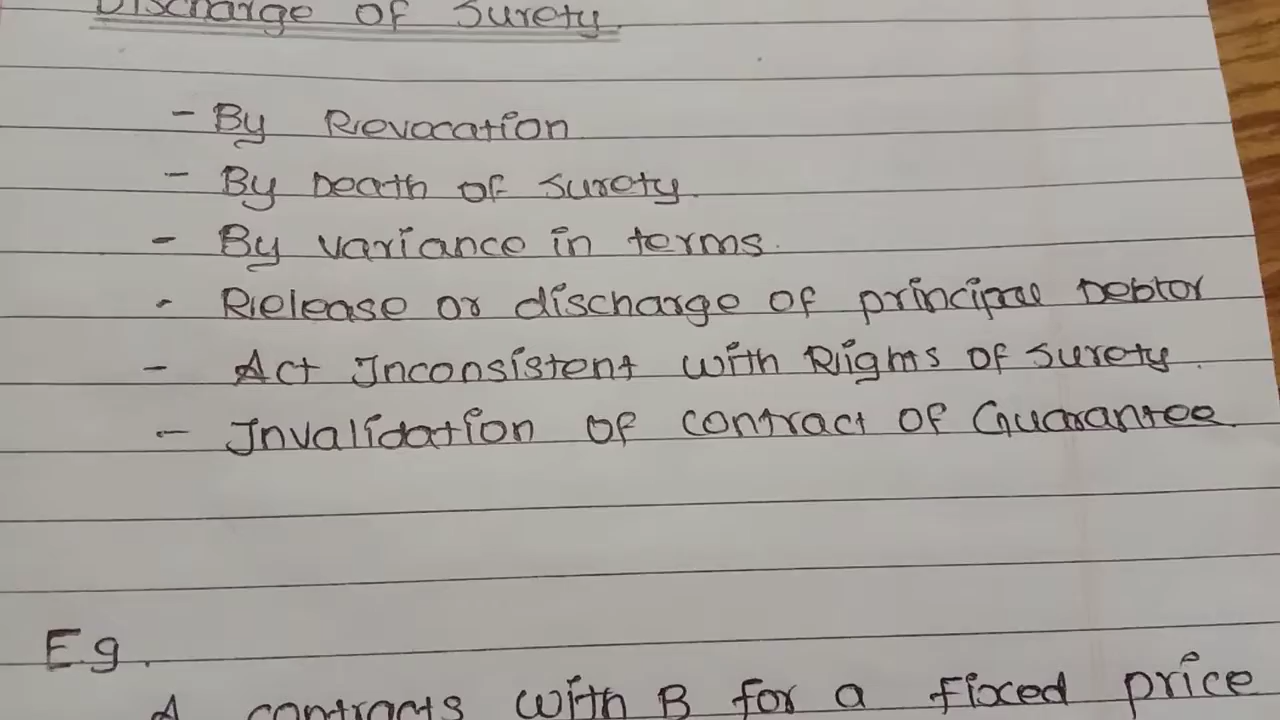 Discharge of Surety.
- By Revocation
- By Death of Surety.
- By variance in terms.
- Release or discharge of principal Debtor
- Act Inconsistent with Rights of Surety.
- Invalidation of contract of Guarantee.
E.g.
A contracts with B for a fixed price